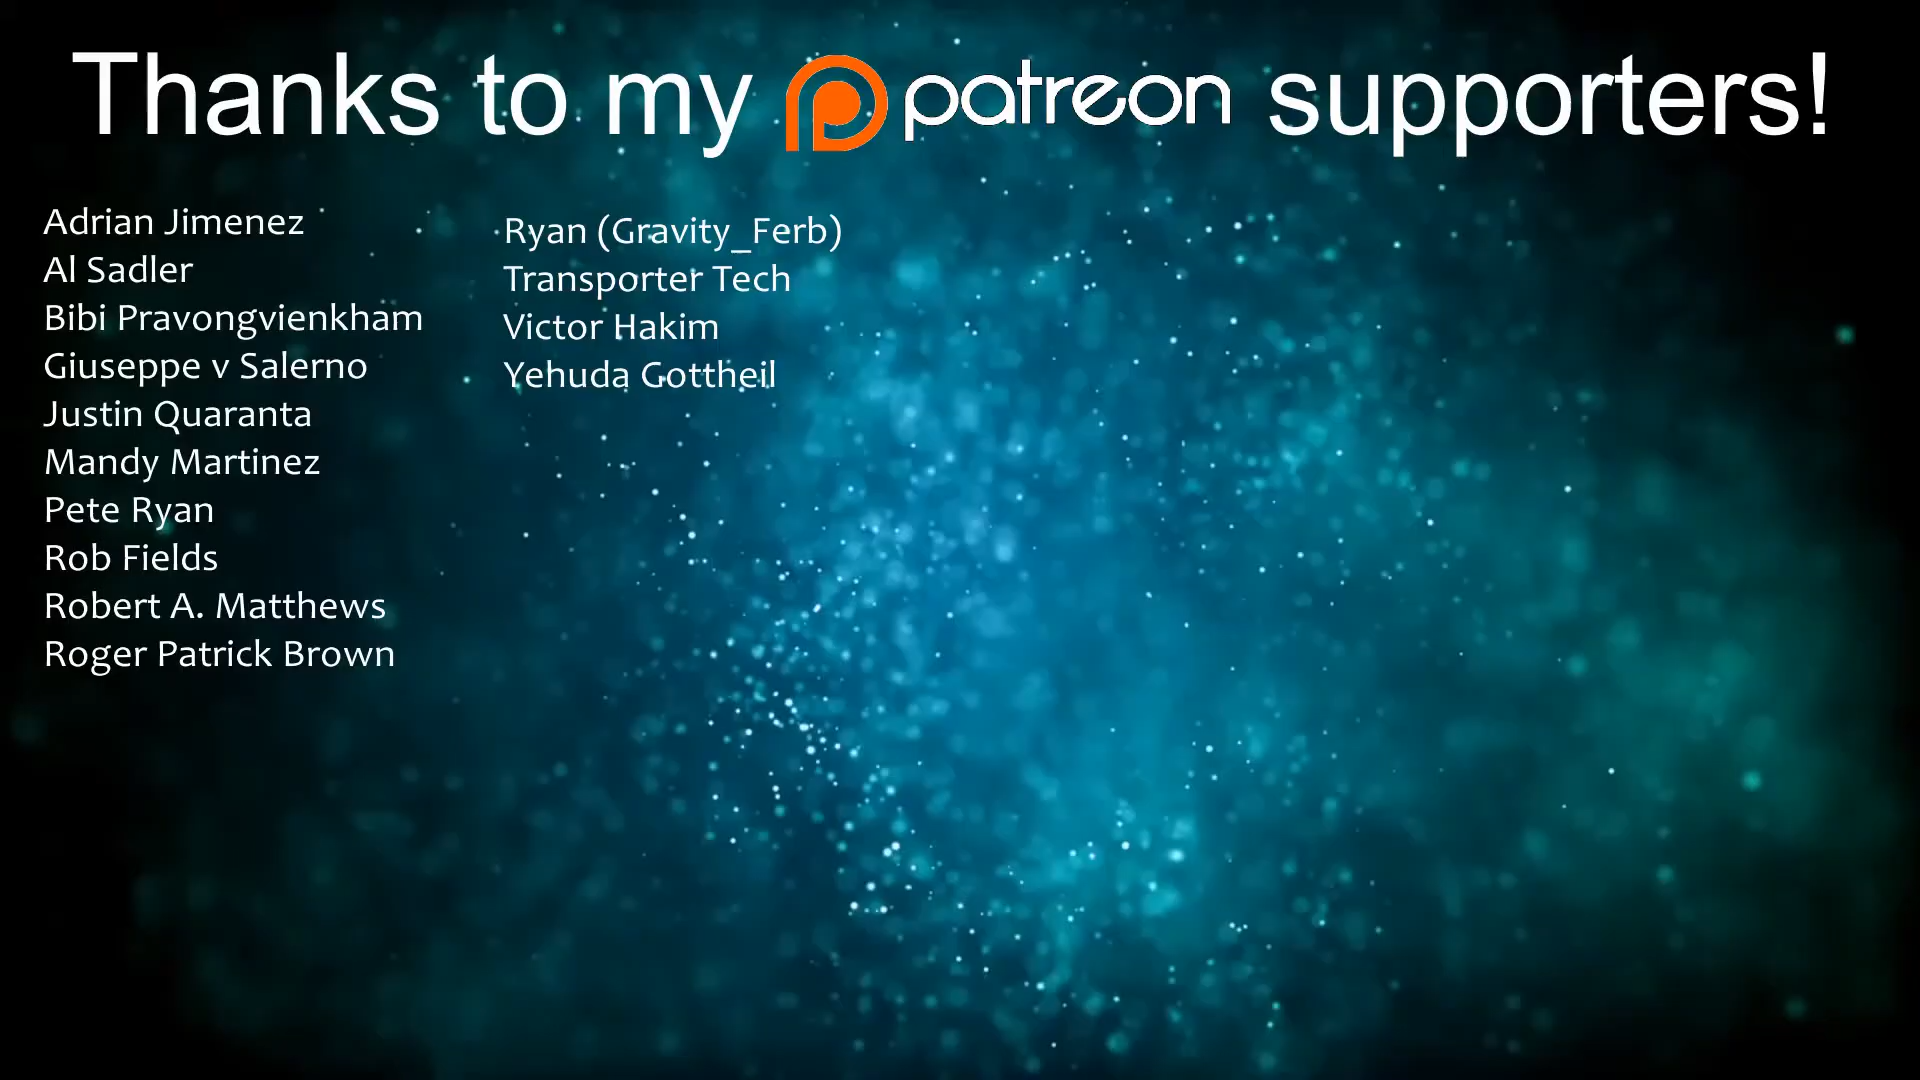 Thanks to my patreon supporters!
Adrian Jimenez
Al Sadler
Bibi Pravongvienkham
Giuseppe v Salerno
Justin Quaranta
Mandy Martinez
Pete Ryan
Rob Fields
Robert A. Matthews
Roger Patrick Brown
Ryan (Gravity_Ferb)
Transporter Tech
Victor Hakim
Yehuda Gottheil